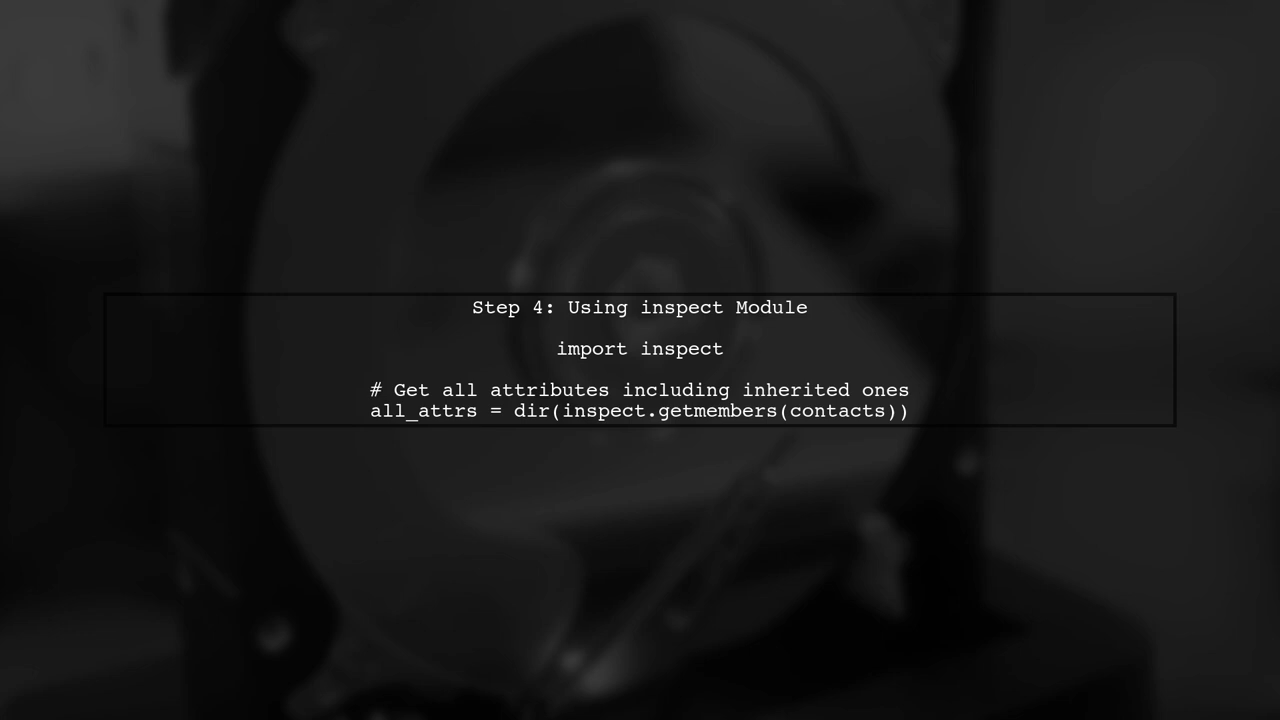 Step 4: Using inspect Module
import inspect
# Get all attributes including inherited ones
all_attrs = dir(inspect.getmembers(contacts))